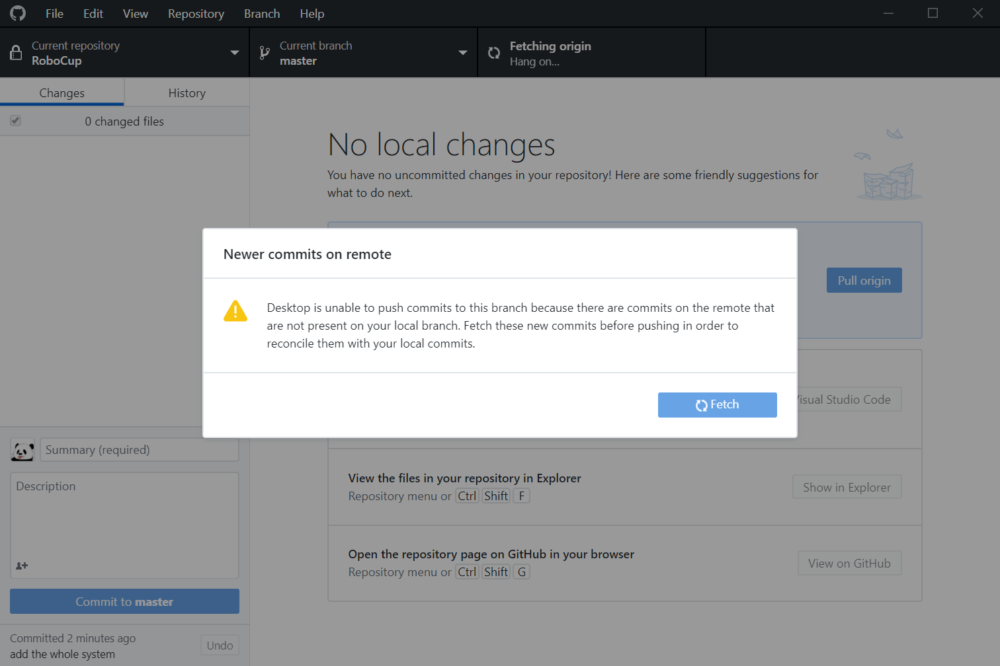 File Edit View Repository Branch Help
Current repository
RoboCup
Current branch
master
Fetching origin
Hang on...
Changes
History
0 changed files
No local changes
You have no uncommitted changes in your repository! Here are some friendly suggestions for
what to do next.
Pull origin
Newer commits on remote
Desktop is unable to push commits to this branch because there are commits on the remote that
are not present on your local branch. Fetch these new commits before pushing in order to
reconcile them with your local commits.
Fetch
Visual Studio Code
View the files in your repository in Explorer
Repository menu or Ctrl Shift F
Show in Explorer
Open the repository page on GitHub in your browser
Repository menu or Ctrl Shift G
View on GitHub
Summary (required)
Description
Commit to master
Committed 2 minutes ago
add the whole system
Undo